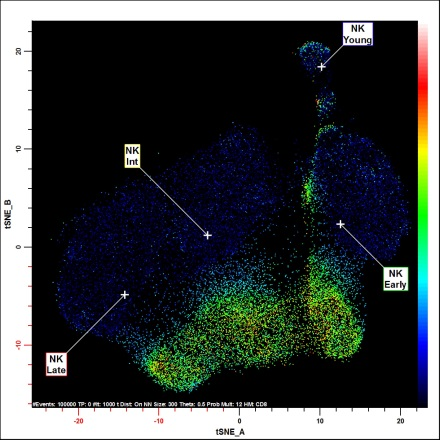 NK
Young
20
NK
Int
10
tSNE_B
0
NK
Early
-10
NK
Late
#Events: 100000 TP: 0 #It: 1000 t Dist: On NN Size: 300 Theta: 0.5 Prob Mult: 12 HM: CD8
-20
-10
0
10
20
tSNE_A